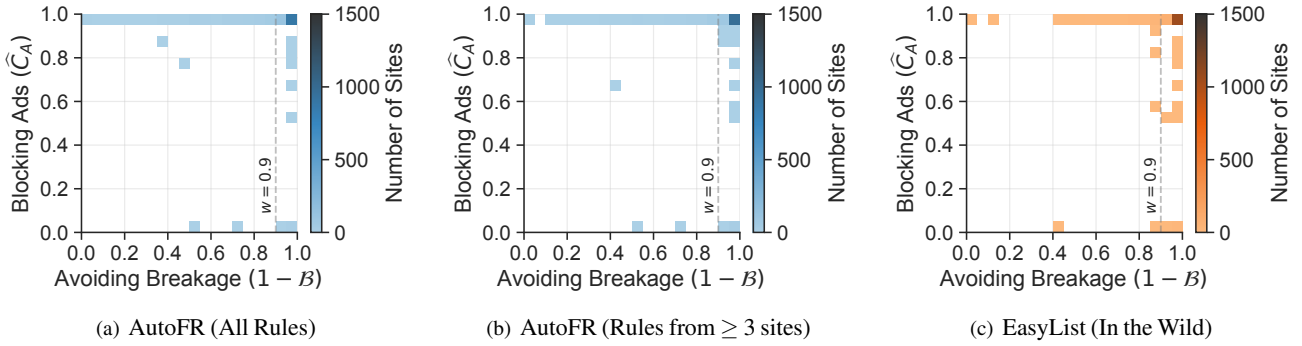 1.0
0.8
0.6
0.4
0.2
0.0
Blocking Ads (Ĉ_A)
0.0 0.2 0.4 0.6 0.8 1.0
Avoiding Breakage (1 − ℬ)
w = 0.9
1500
1000
500
0
Number of Sites
(a) AutoFR (All Rules)
1.0
0.8
0.6
0.4
0.2
0.0
Blocking Ads (Ĉ_A)
0.0 0.2 0.4 0.6 0.8 1.0
Avoiding Breakage (1 − ℬ)
w = 0.9
1500
1000
500
0
Number of Sites
(b) AutoFR (Rules from ≥ 3 sites)
1.0
0.8
0.6
0.4
0.2
0.0
Blocking Ads (Ĉ_A)
0.0 0.2 0.4 0.6 0.8 1.0
Avoiding Breakage (1 − ℬ)
w = 0.9
1500
1000
500
0
Number of Sites
(c) EasyList (In the Wild)